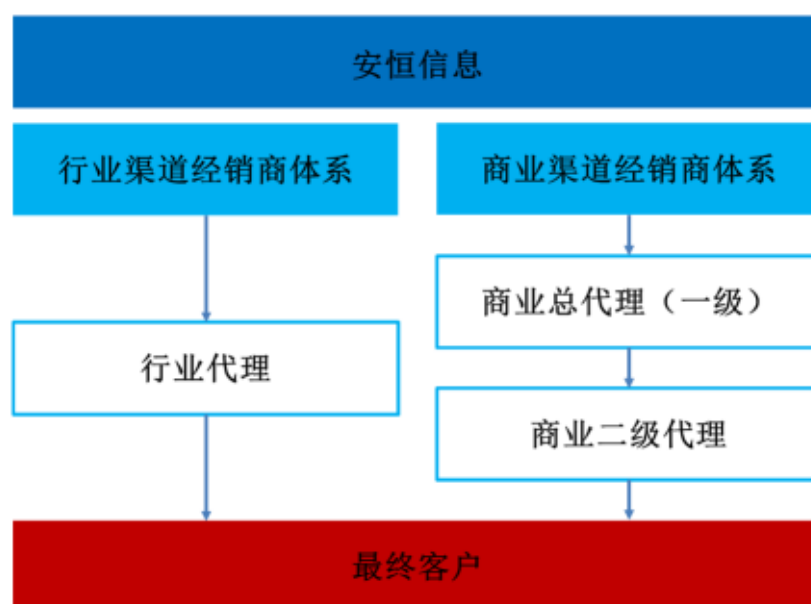 安恒信息
行业渠道经销商体系
商业渠道经销商体系
商业总代理（一级）
行业代理
商业二级代理
最终客户